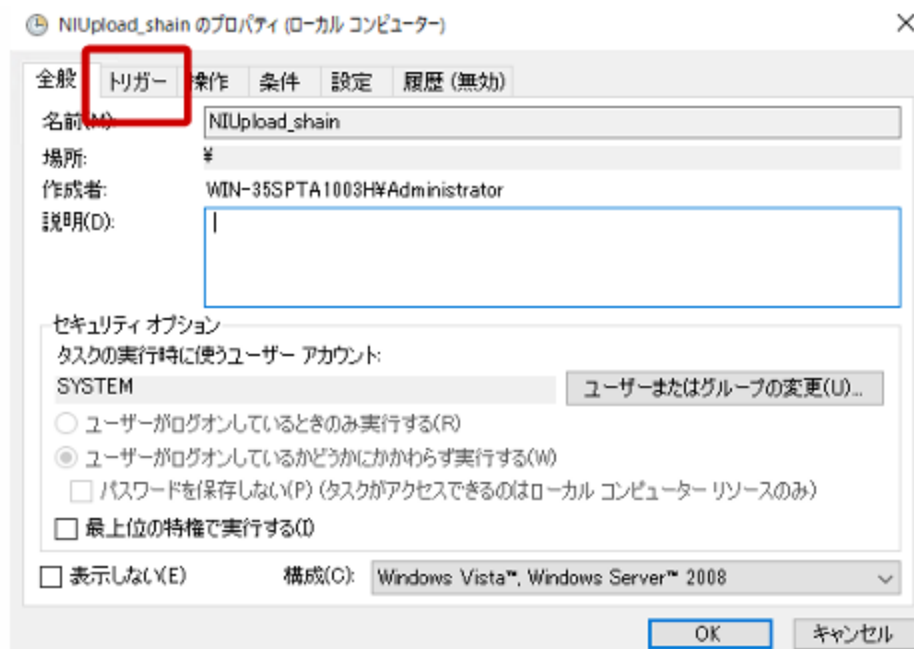 NIUpload_shain のプロパティ (ローカル コンピューター)
全般 トリガー 操作 条件 設定 履歴 (無効)
名前(M): NIUpload_shain
場所: ¥
作成者: WIN-35SPTA1003H¥Administrator
説明(D):
セキュリティ オプション
タスクの実行時に使うユーザー アカウント:
SYSTEM ユーザーまたはグループの変更(U)...
ユーザーがログオンしているときのみ実行する(R)
ユーザーがログオンしているかどうかにかかわらず実行する(W)
パスワードを保存しない(P) (タスクがアクセスできるのはローカル コンピューター リソースのみ)
最上位の特権で実行する(I)
表示しない(E) 構成(C): Windows Vista™, Windows Server™ 2008
OK キャンセル